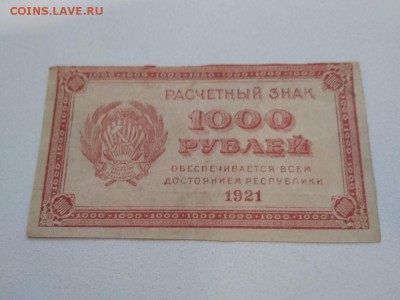 COINS.LAVE.RU
РАСЧЕТНЫЙ ЗНАК
1000
РУБЛЕЙ
ОБЕСПЕЧИВАЕТСЯ ВСЕМ
ДОСТОЯНИЕМ РЕСПУБЛИКИ
1921